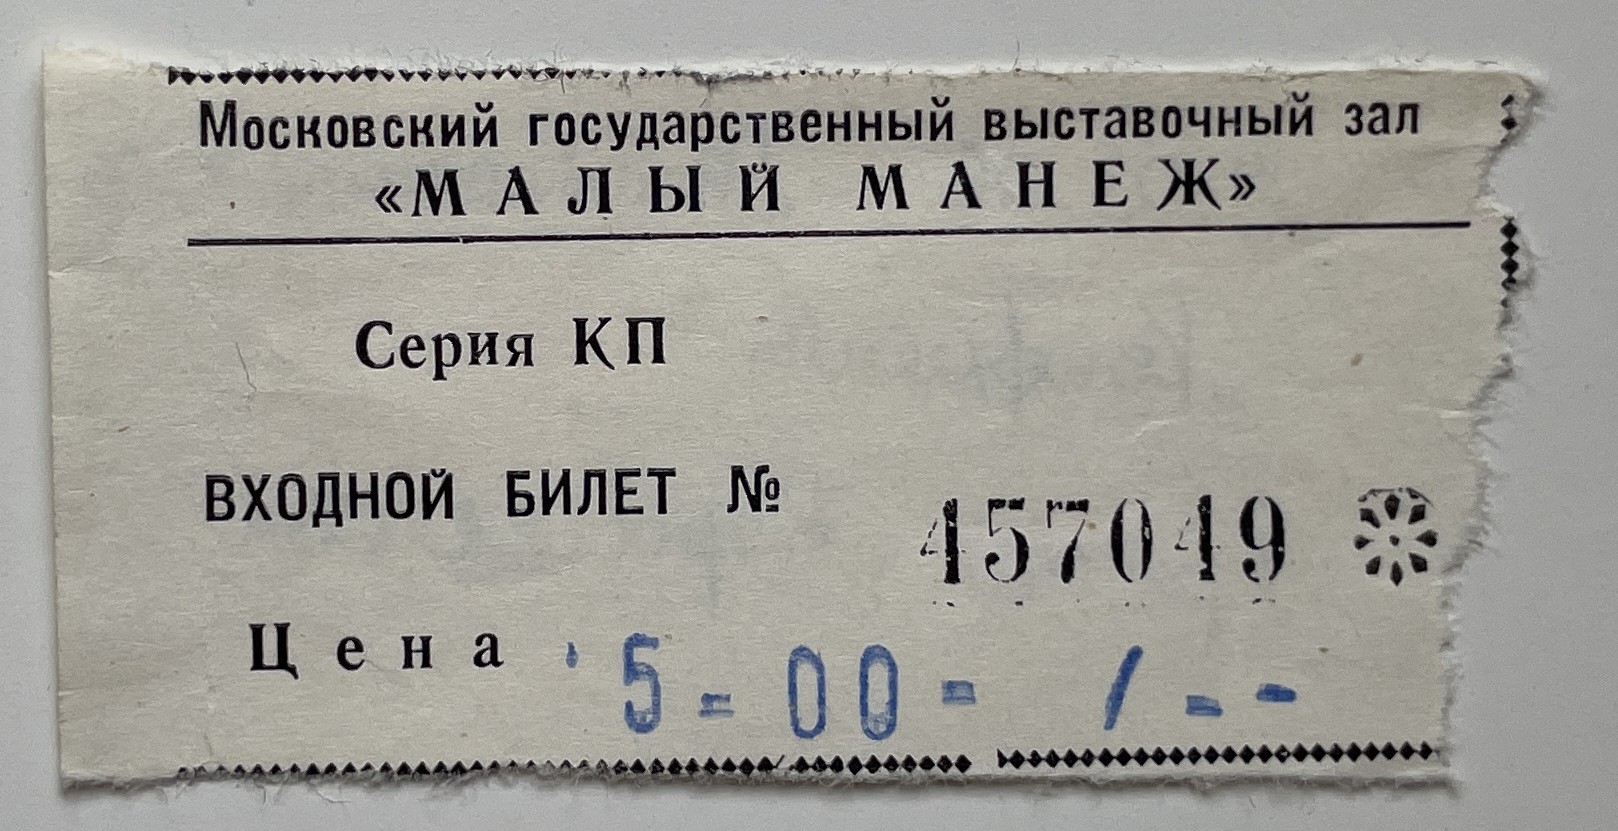 Московский государственный выставочный зал
«МАЛЫЙ МАНЕЖ»
Серия КП
ВХОДНОЙ БИЛЕТ № 457049
Цена 5-00-